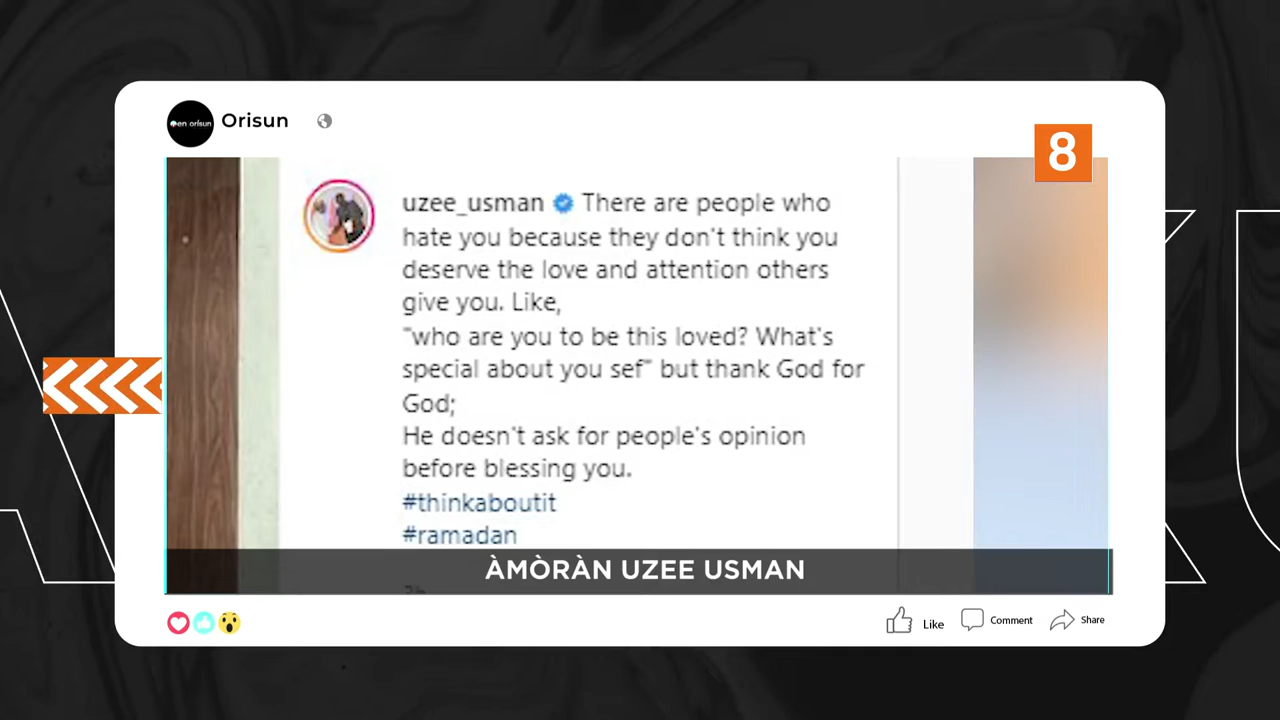 en orísun
Orisun
8
uzee_usman There are people who
hate you because they don't think you
deserve the love and attention others
give you. Like,
"who are you to be this loved? What's
special about you sef" but thank God for
God;
He doesn't ask for people's opinion
before blessing you.
#thinkaboutit
#ramadan
ÀMÒRÀN UZEE USMAN
Like
Comment
Share